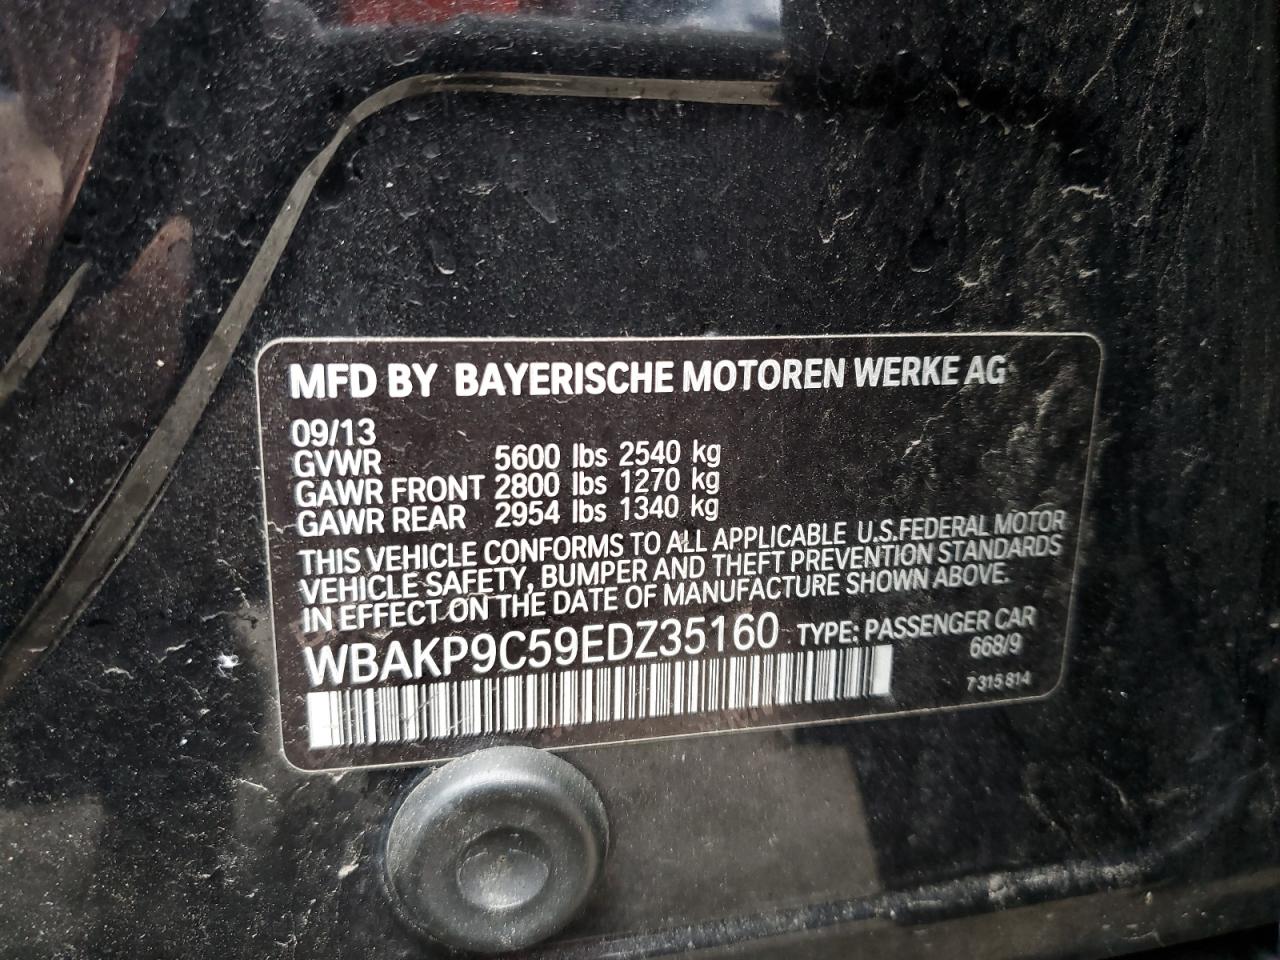 MFD BY BAYERISCHE MOTOREN WERKE AG
09/13
GVWR 5600 lbs 2540 kg
GAWR FRONT 2800 lbs 1270 kg
GAWR REAR 2954 lbs 1340 kg
THIS VEHICLE CONFORMS TO ALL APPLICABLE U.S.FEDERAL MOTOR
VEHICLE SAFETY, BUMPER AND THEFT PREVENTION STANDARDS
IN EFFECT ON THE DATE OF MANUFACTURE SHOWN ABOVE.
WBAKP9C59EDZ35160 TYPE: PASSENGER CAR
668/9
7 315 814